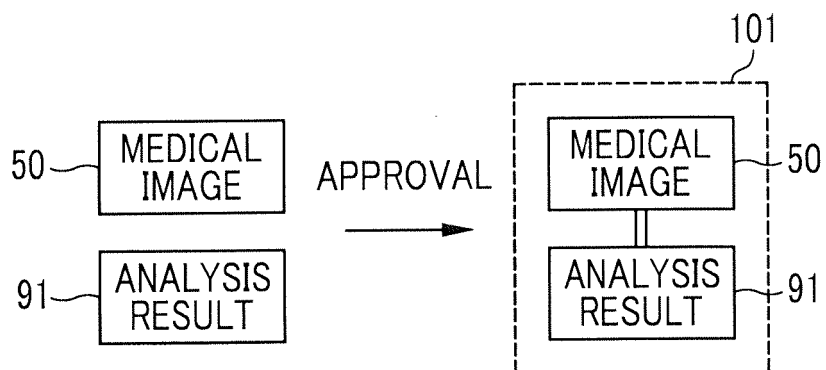 101
50
MEDICAL
IMAGE
APPROVAL
MEDICAL
IMAGE
50
91
ANALYSIS
RESULT
ANALYSIS
RESULT
91